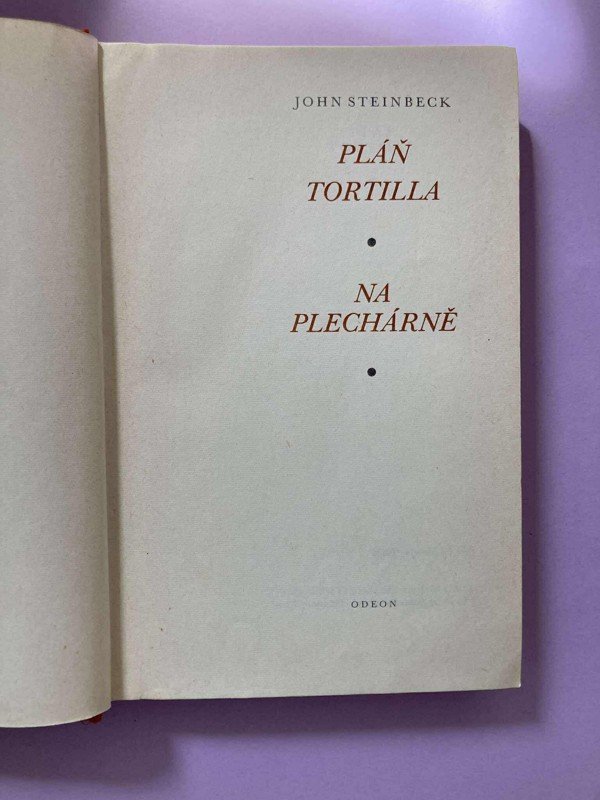 JOHN STEINBECK
PLÁŇ
TORTILLA
•
NA
PLECHÁRNĚ
•
ODEON